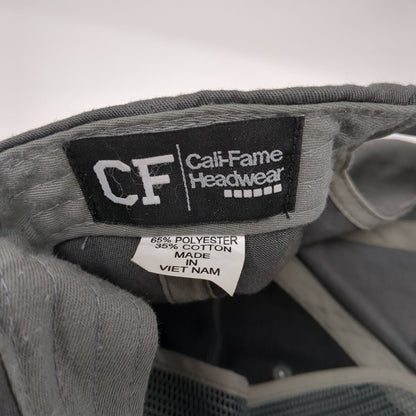 CF
Cali-Fame
Headwear
65% POLYESTER
35% COTTON
MADE
IN
VIET NAM